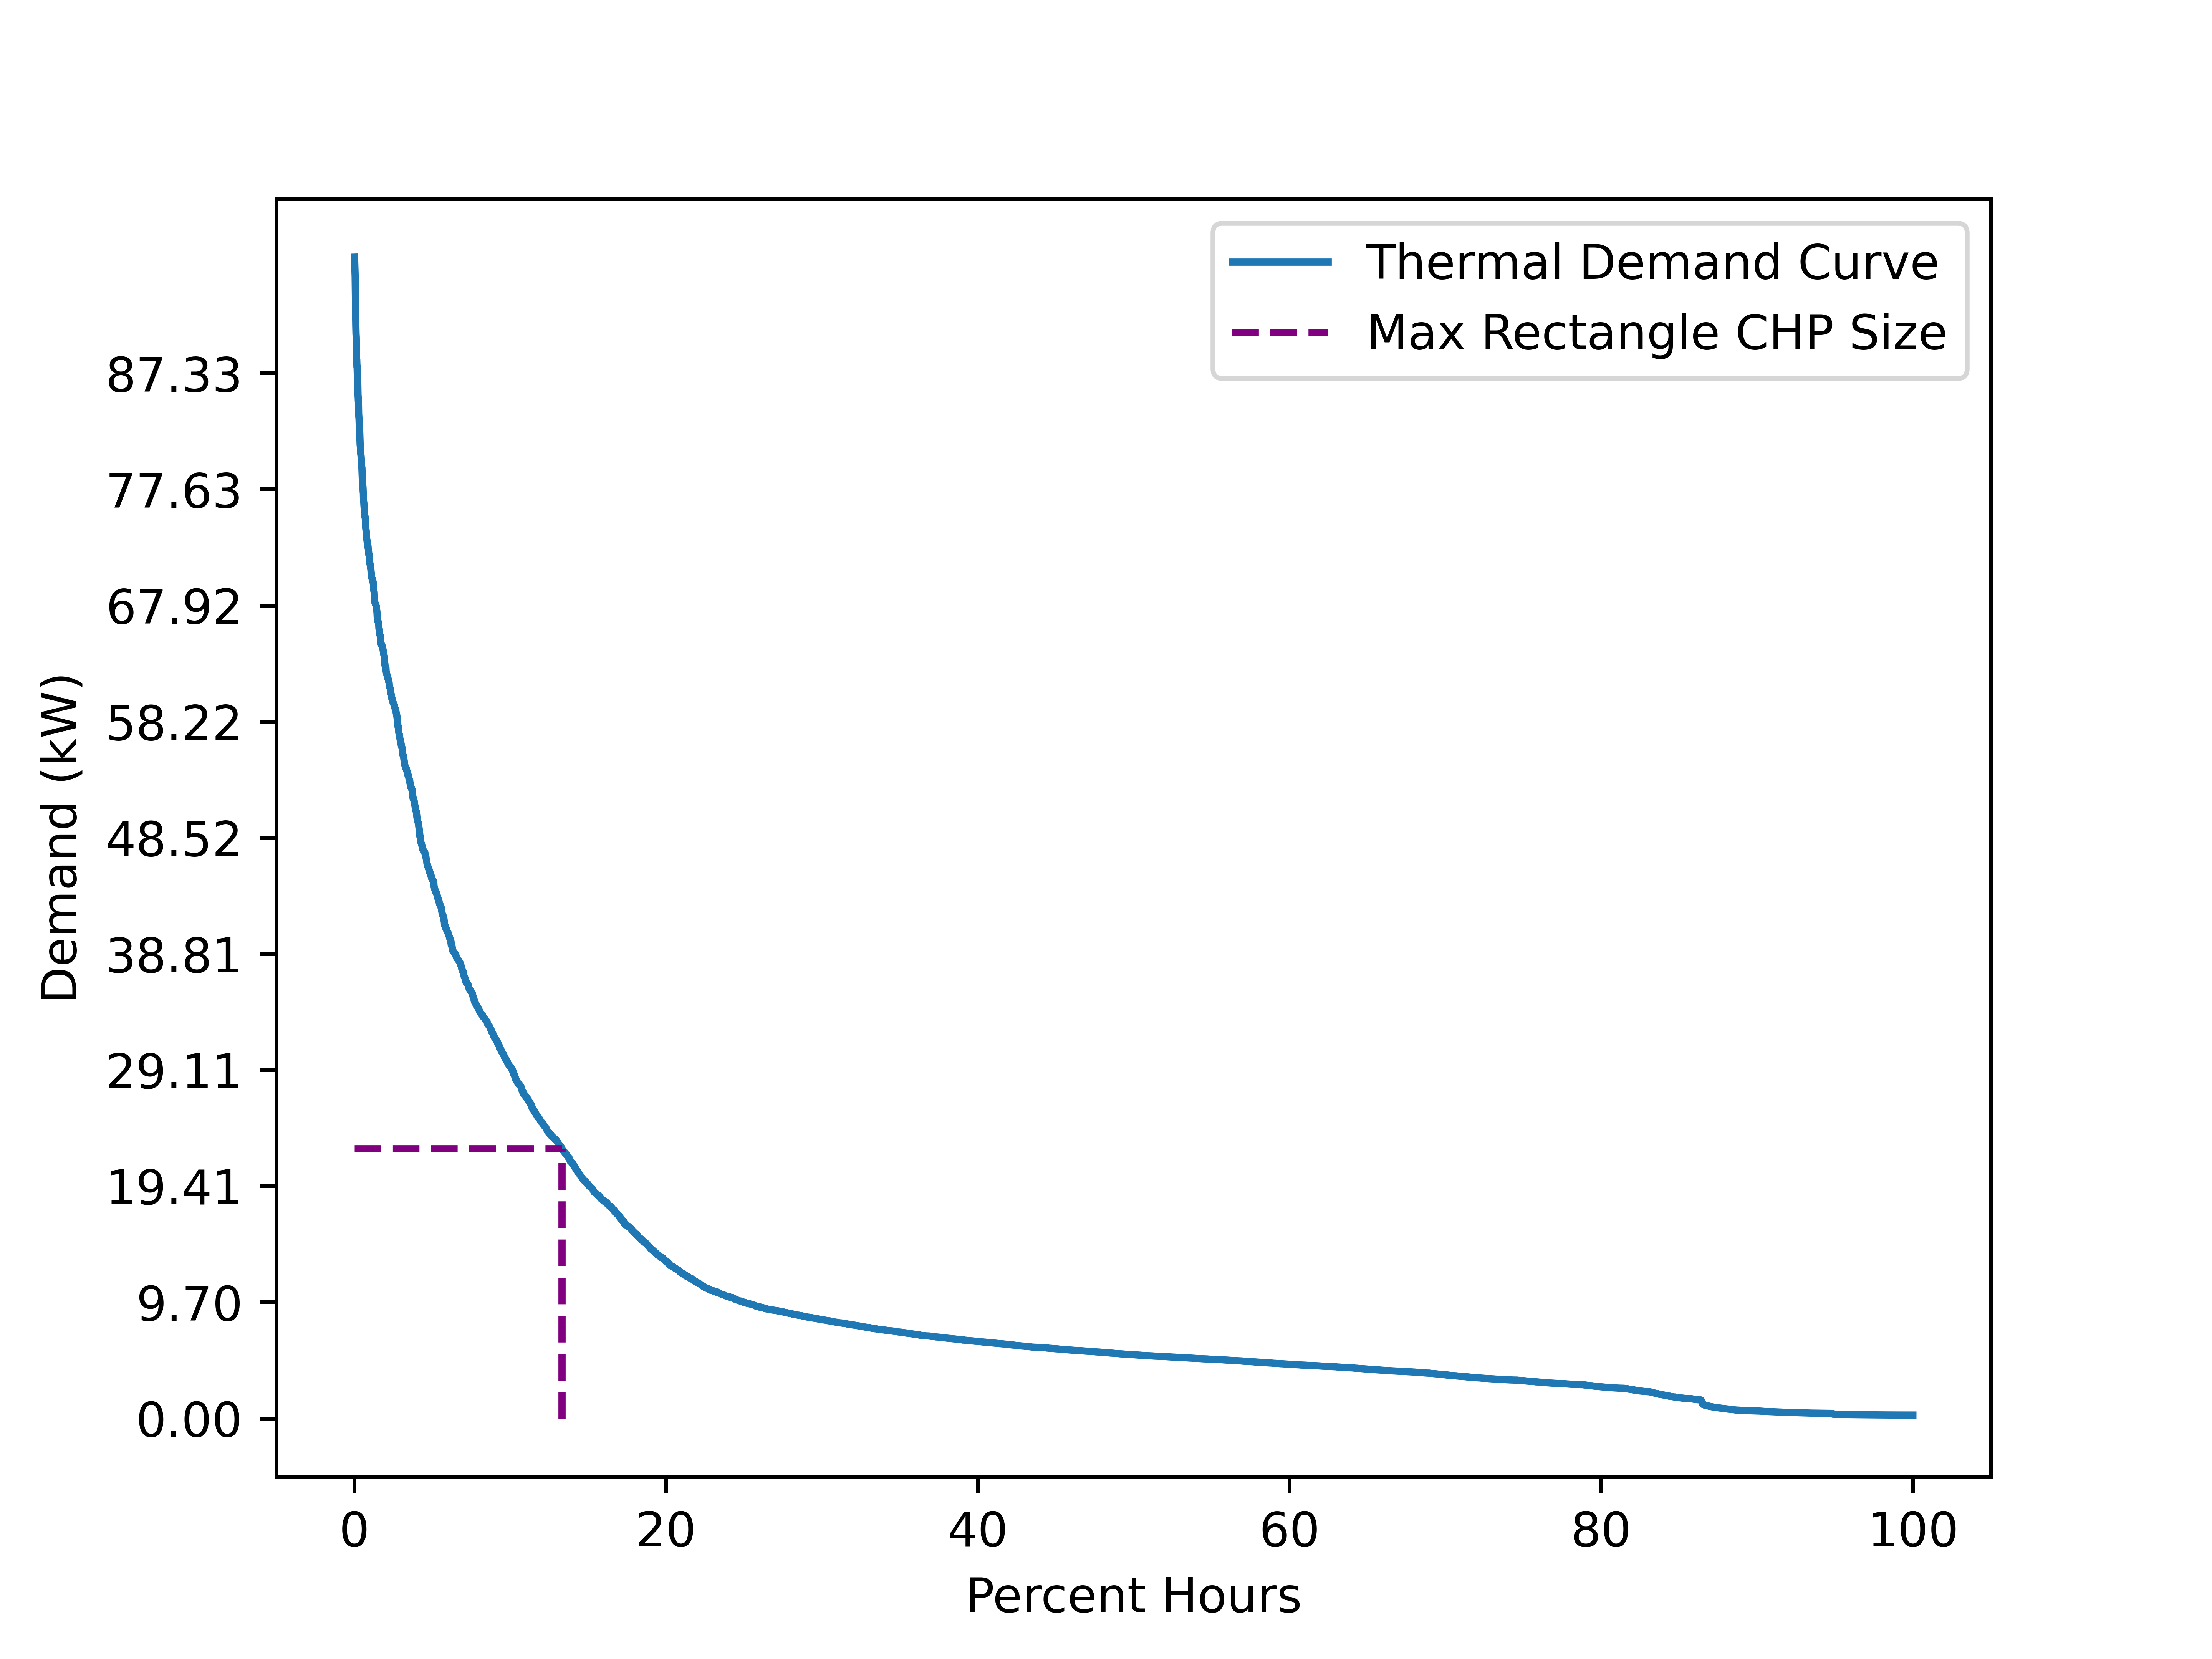 Thermal Demand Curve
Max Rectangle CHP Size
87.33
77.63
67.92
58.22
48.52
38.81
29.11
19.41
9.70
0.00
Demand (kW)
0 20 40 60 80 100
Percent Hours